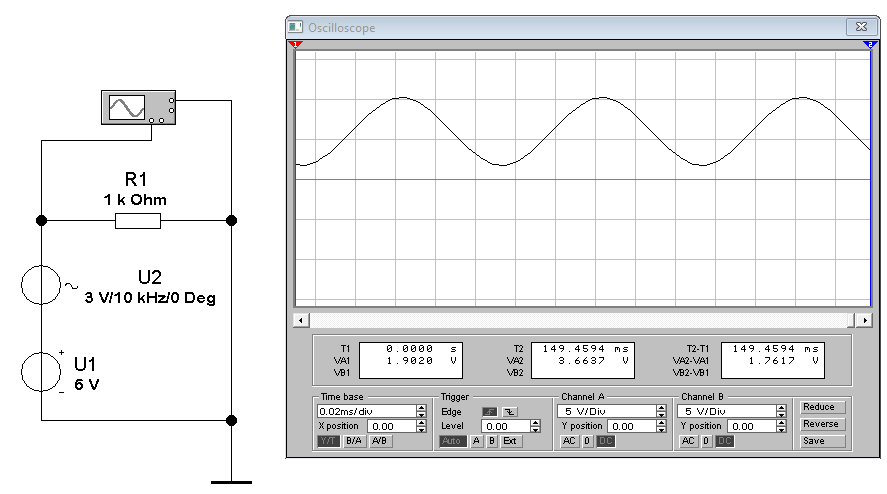 Oscilloscope
1
2
R1
1 k Ohm
U2
3 V/10 kHz/0 Deg
+
U1
6 V
-
T1 0.0000 s
VA1 1.9020 V
VB1
T2 149.4594 ms
VA2 3.6637 V
VB2
T2-T1 149.4594 ms
VA2-VA1 1.7617 V
VB2-VB1
Time base
0.02ms/div
X position 0.00
Y/T B/A A/B
Trigger
Edge
Level 0.00
Auto A B Ext
Channel A
5 V/Div
Y position 0.00
AC 0 DC
Channel B
5 V/Div
Y position 0.00
AC 0 DC
Reduce
Reverse
Save